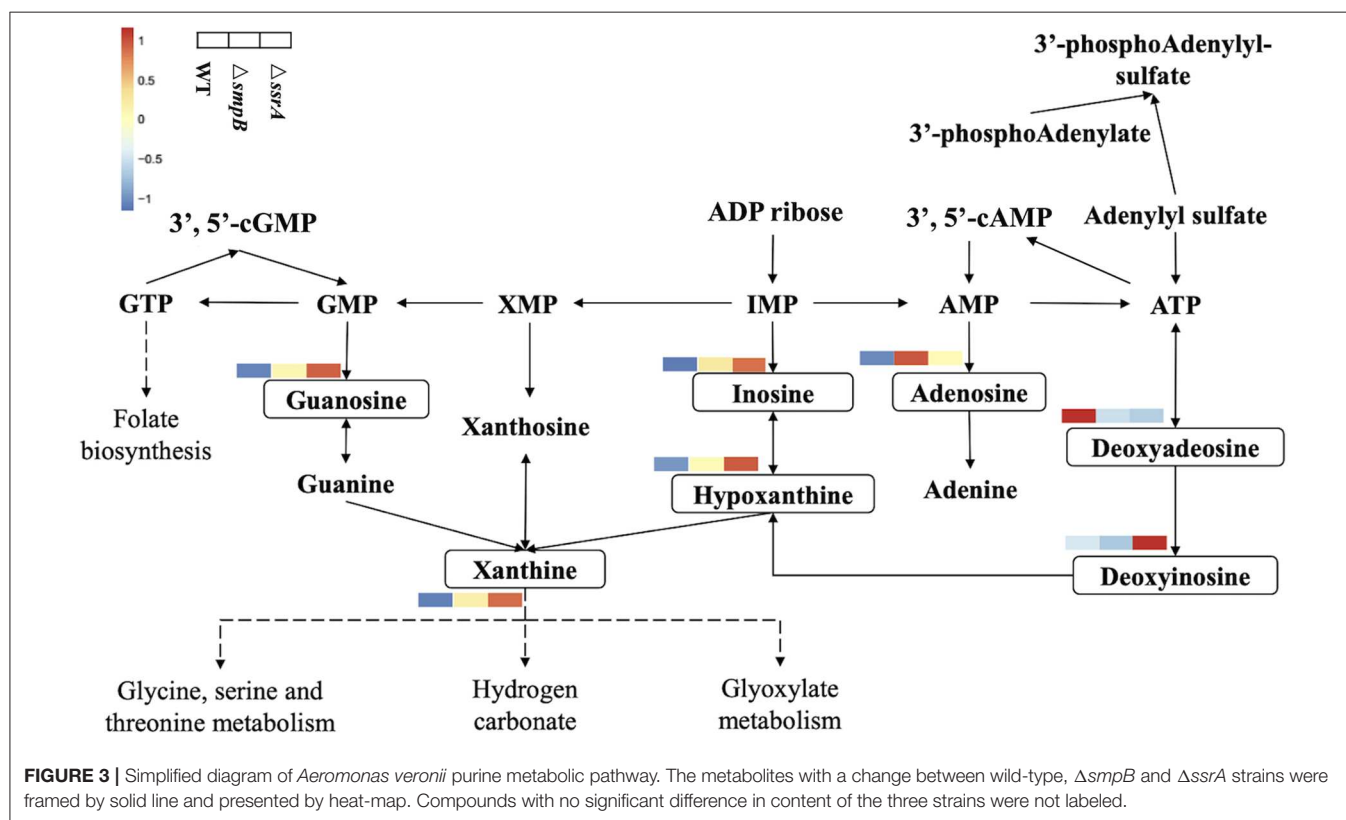 1
0.5
0
−0.5
−1
WT
△smpB
△ssrA
3'-phosphoAdenylyl-
sulfate
3'-phosphoAdenylate
3', 5'-cGMP
ADP ribose
3', 5'-cAMP
Adenylyl sulfate
GTP
GMP
XMP
IMP
AMP
ATP
Guanosine
Inosine
Adenosine
Folate
biosynthesis
Xanthosine
Deoxyadeosine
Guanine
Hypoxanthine
Adenine
Xanthine
Deoxyinosine
Glycine, serine and
threonine metabolism
Hydrogen
carbonate
Glyoxylate
metabolism
FIGURE 3 | Simplified diagram of Aeromonas veronii purine metabolic pathway. The metabolites with a change between wild-type, ΔsmpB and ΔssrA strains were
framed by solid line and presented by heat-map. Compounds with no significant difference in content of the three strains were not labeled.